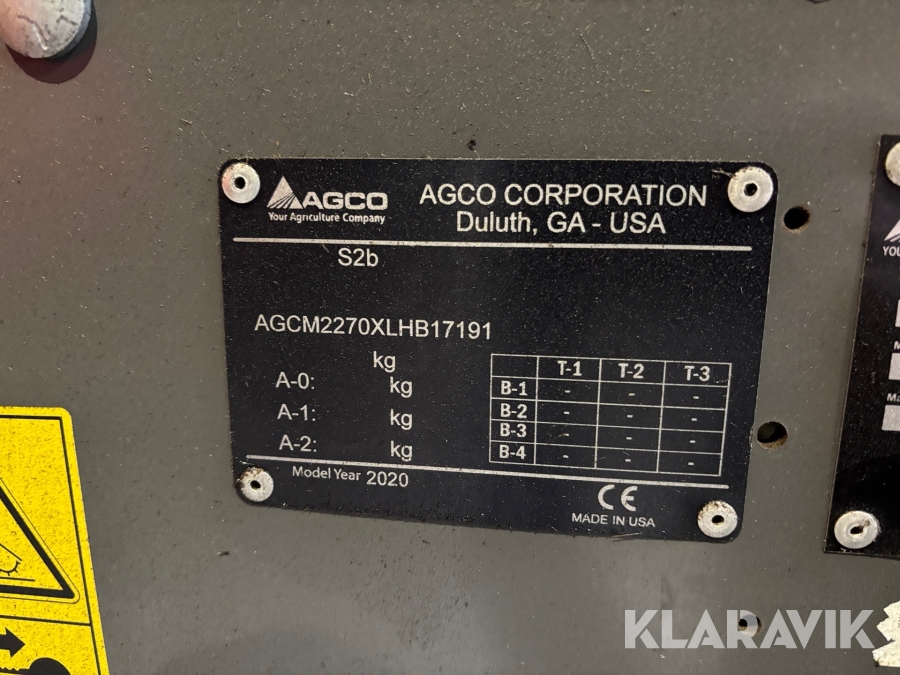 AGCO
Your Agriculture Company
AGCO CORPORATION
Duluth, GA - USA
S2b
AGCM2270XLHB17191
kg
A-0: kg
A-1: kg
A-2: kg
T-1 T-2 T-3
B-1 - - -
B-2 - - -
B-3 - - -
B-4 - - -
Model Year 2020
CE
MADE IN USA
KLARAVIK